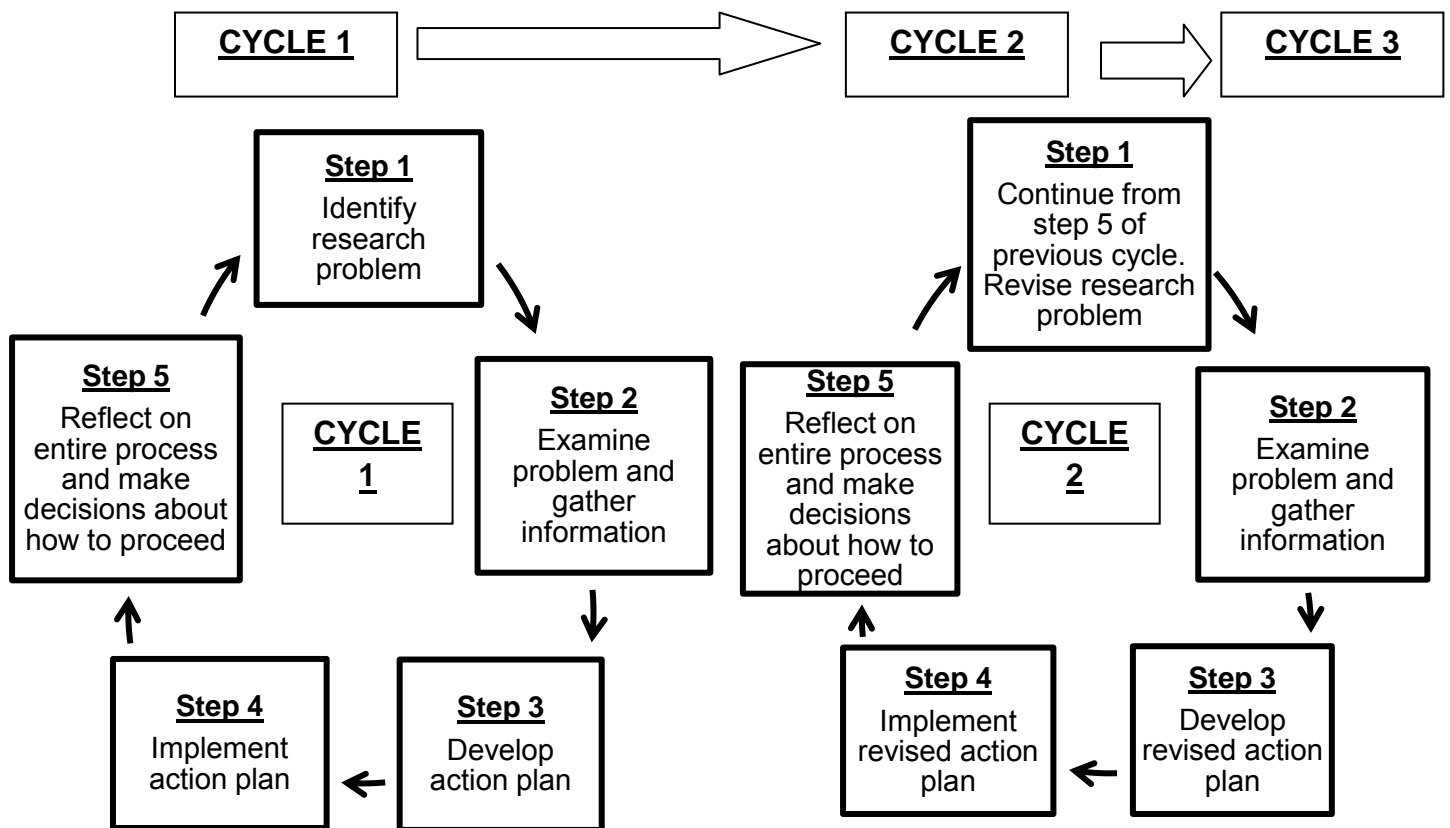 CYCLE 1
CYCLE 2
CYCLE 3
Step 1
Identify
research
problem
Step 2
Examine
problem and
gather
information
Step 3
Develop
action plan
Step 4
Implement
action plan
Step 5
Reflect on
entire process
and make
decisions about
how to proceed
CYCLE
1
Step 1
Continue from
step 5 of
previous cycle.
Revise research
problem
Step 2
Examine
problem and
gather
information
Step 3
Develop
revised action
plan
Step 4
Implement
revised action
plan
Step 5
Reflect on
entire process
and make
decisions
about how to
proceed
CYCLE
2